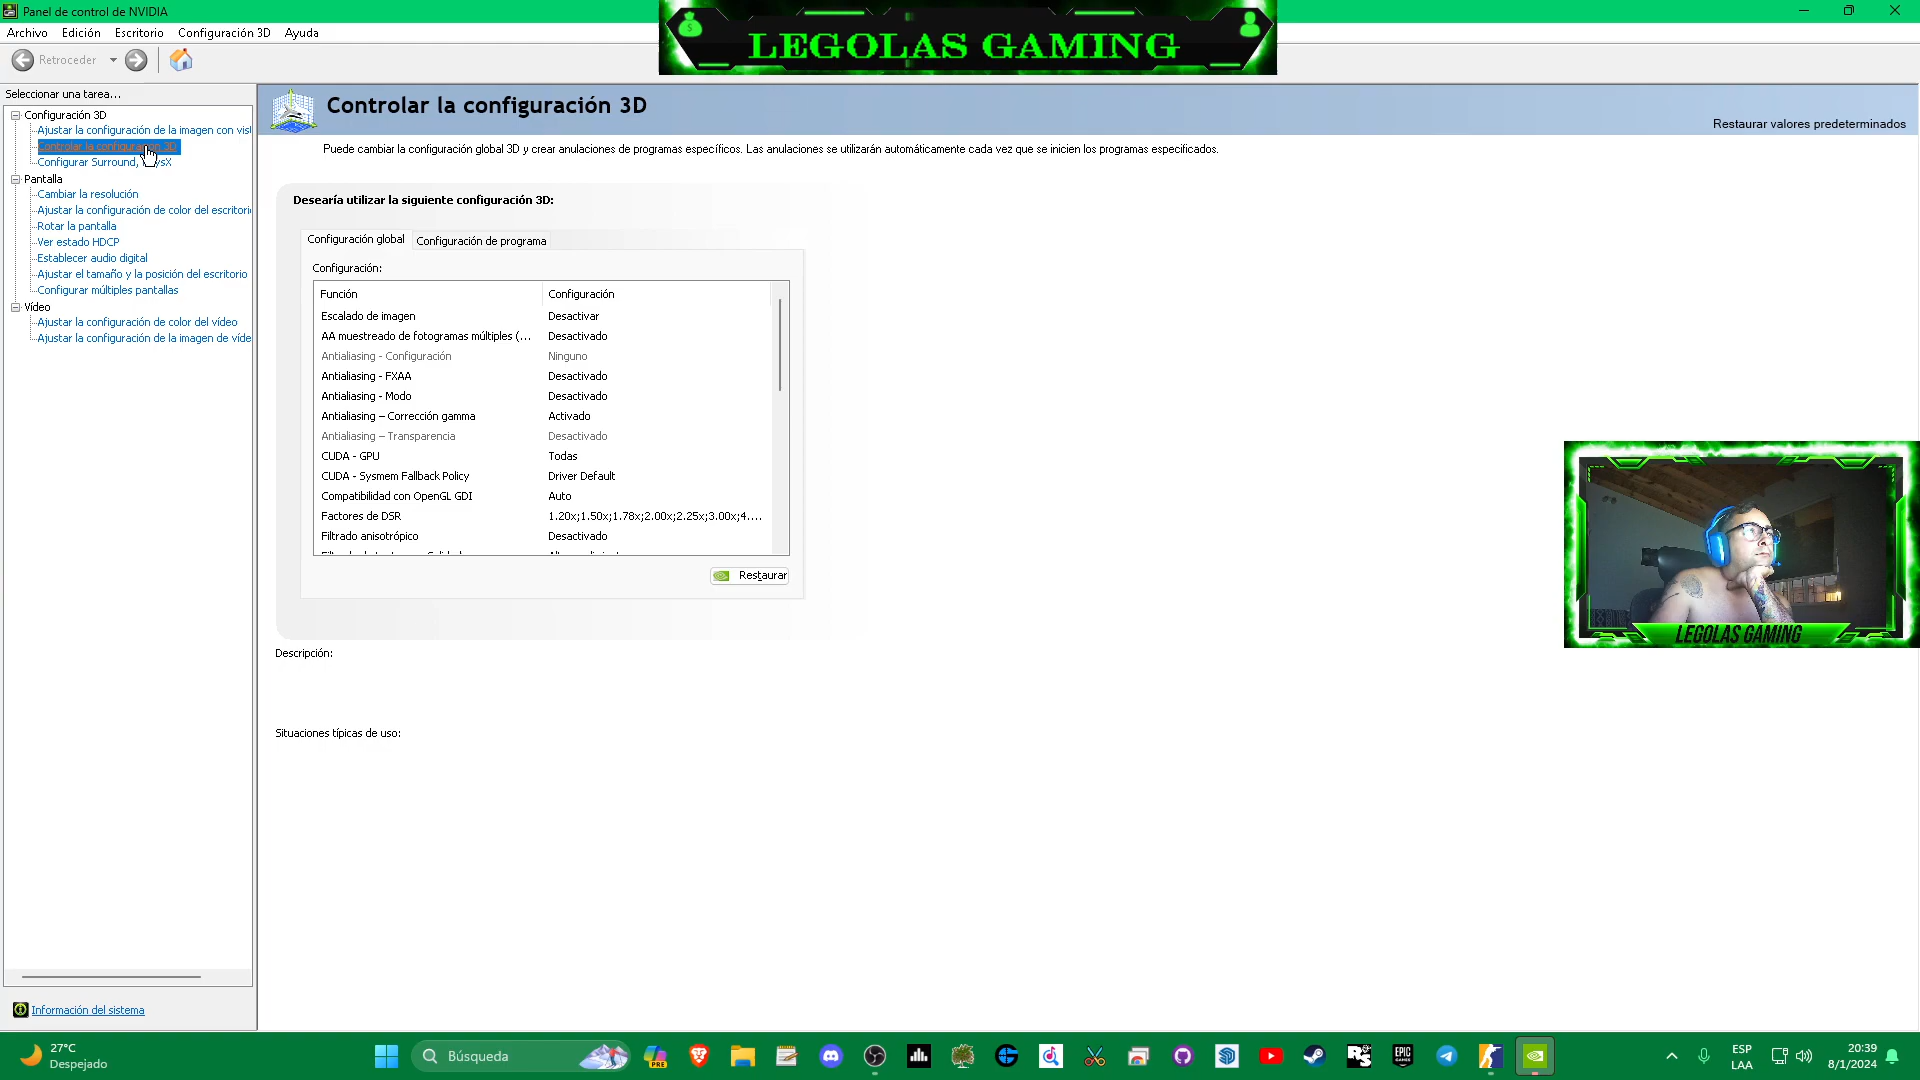 Panel de control de NVIDIA
Archivo Edición Escritorio Configuración 3D Ayuda
LEGOLAS GAMING
Retroceder
Seleccionar una tarea...
Configuración 3D
Ajustar la configuración de la imagen con vist
Controlar la configuración 3D
Configurar Surround,
Pantalla
Cambiar la resolución
Ajustar la configuración de color del escritori
Rotar la pantalla
Ver estado HDCP
Establecer audio digital
Ajustar el tamaño y la posición del escritorio
Configurar múltiples pantallas
Vídeo
Ajustar la configuración de color del vídeo
Ajustar la configuración de la imagen de víde
Información del sistema
Controlar la configuración 3D
Restaurar valores predeterminados
Puede cambiar la configuración global 3D y crear anulaciones de programas específicos. Las anulaciones se utilizarán automáticamente cada vez que se inicien los programas especificados.
Desearía utilizar la siguiente configuración 3D:
Configuración global Configuración de programa
Configuración:
Función Configuración
Escalado de imagen Desactivar
AA muestreado de fotogramas múltiples (... Desactivado
Antialiasing - Configuración Ninguno
Antialiasing - FXAA Desactivado
Antialiasing - Modo Desactivado
Antialiasing – Corrección gamma Activado
Antialiasing – Transparencia Desactivado
CUDA - GPU Todas
CUDA - Sysmem Fallback Policy Driver Default
Compatibilidad con OpenGL GDI Auto
Factores de DSR 1.20x;1.50x;1.78x;2.00x;2.25x;3.00x;4....
Filtrado anisotrópico Desactivado
Restaurar
Descripción:
Situaciones típicas de uso:
LEGOLAS GAMING
27°C
Despejado
Búsqueda
PRE
EPIC GAMES
ESP
LAA
20:39
8/1/2024